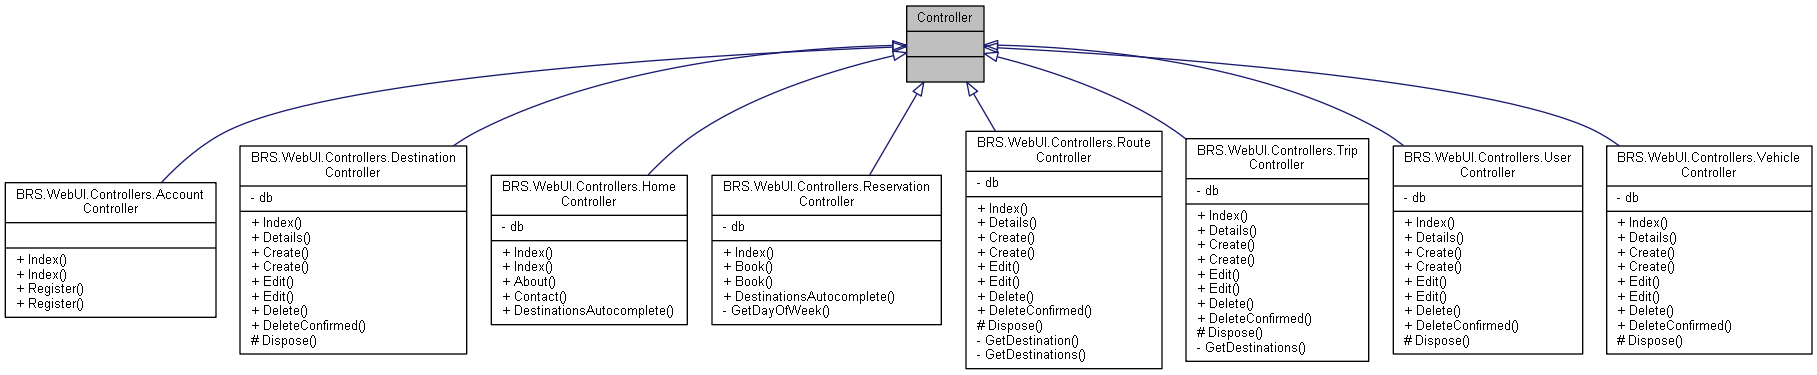 Controller
BRS.WebUI.Controllers.Account
Controller
+ Index()
+ Index()
+ Register()
+ Register()
BRS.WebUI.Controllers.Destination
Controller
- db
+ Index()
+ Details()
+ Create()
+ Create()
+ Edit()
+ Edit()
+ Delete()
+ DeleteConfirmed()
# Dispose()
BRS.WebUI.Controllers.Home
Controller
- db
+ Index()
+ Index()
+ About()
+ Contact()
+ DestinationsAutocomplete()
BRS.WebUI.Controllers.Reservation
Controller
- db
+ Index()
+ Book()
+ Book()
+ DestinationsAutocomplete()
- GetDayOfWeek()
BRS.WebUI.Controllers.Route
Controller
- db
+ Index()
+ Details()
+ Create()
+ Create()
+ Edit()
+ Edit()
+ Delete()
+ DeleteConfirmed()
# Dispose()
- GetDestination()
- GetDestinations()
BRS.WebUI.Controllers.Trip
Controller
- db
+ Index()
+ Details()
+ Create()
+ Create()
+ Edit()
+ Edit()
+ Delete()
+ DeleteConfirmed()
# Dispose()
- GetDestinations()
BRS.WebUI.Controllers.User
Controller
- db
+ Index()
+ Details()
+ Create()
+ Create()
+ Edit()
+ Edit()
+ Delete()
+ DeleteConfirmed()
# Dispose()
BRS.WebUI.Controllers.Vehicle
Controller
- db
+ Index()
+ Details()
+ Create()
+ Create()
+ Edit()
+ Edit()
+ Delete()
+ DeleteConfirmed()
# Dispose()